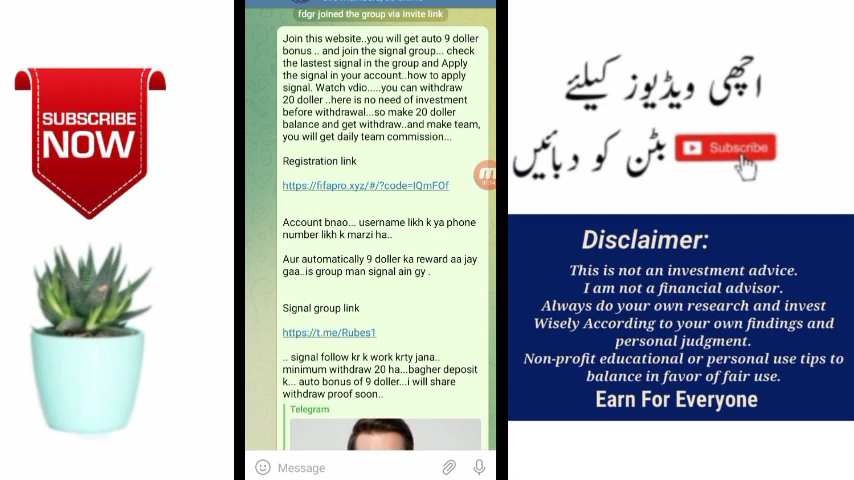 SUBSCRIBE
NOW
fdgr joined the group via invite link
Join this website..you will get auto 9 doller
bonus .. and join the signal group... check
the lastest signal in the group and Apply
the signal in your account..how to apply
signal. Watch vdio.....you can withdraw
20 doller ..here is no need of investment
before withdrawal...so make 20 doller
balance and get withdraw..and make team,
you will get daily team commission...
Registration link
https://fifapro.xyz/#/?code=IQmFOf
01:14
Account bnao... username likh k ya phone
number likh k marzi ha..
Aur automatically 9 doller ka reward aa jay
gaa..is group man signal ain gy .
Signal group link
https://t.me/Rubes1
.. signal follow kr k work krty jana..
minimum withdraw 20 ha...bagher deposit
k... auto bonus of 9 doller...i will share
withdraw proof soon..
Telegram
Message
اچھی ویڈیوز کیلئے
بٹن کو دبائیں Subscribe
Disclaimer:
This is not an investment advice.
I am not a financial advisor.
Always do your own research and invest
Wisely According to your own findings and
personal judgment.
Non-profit educational or personal use tips to
balance in favor of fair use.
Earn For Everyone